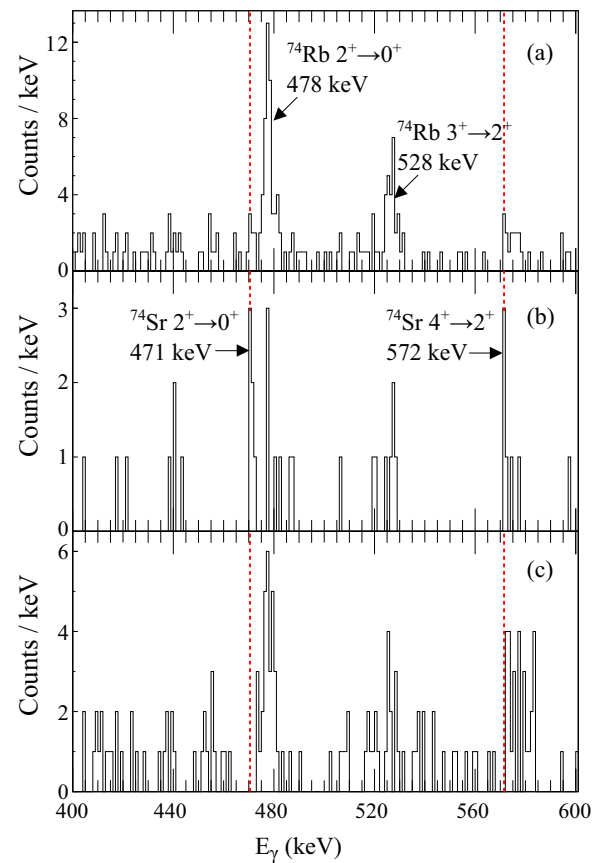 12
8
4
0
Counts / keV
(a)
⁷⁴Rb 2⁺→0⁺
478 keV
⁷⁴Rb 3⁺→2⁺
528 keV
3
2
1
0
Counts / keV
(b)
⁷⁴Sr 2⁺→0⁺
471 keV
⁷⁴Sr 4⁺→2⁺
572 keV
6
4
2
0
Counts / keV
(c)
400 440 480 520 560 600
Eγ (keV)